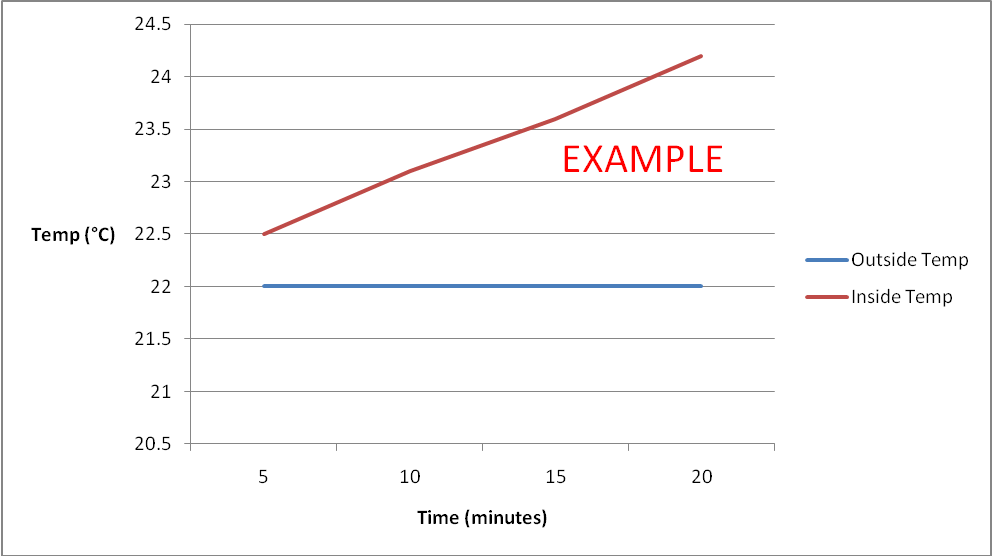 24.5
24
23.5
23
22.5
22
21.5
21
20.5
Temp (°C)
EXAMPLE
Outside Temp
Inside Temp
5 10 15 20
Time (minutes)